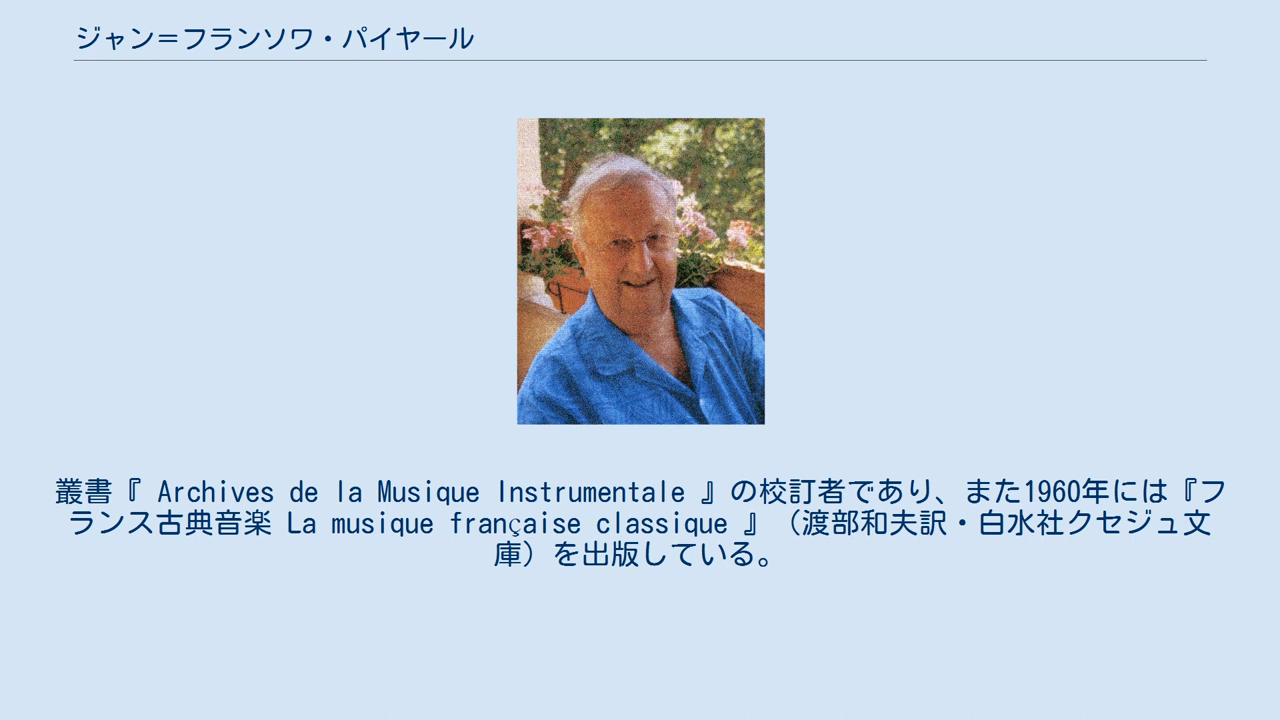 ジャン＝フランソワ・パイヤール
叢書『 Archives de la Musique Instrumentale 』の校訂者であり、また1960年には『フ
ランス古典音楽 La musique française classique 』（渡部和夫訳・白水社クセジュ文
庫）を出版している。